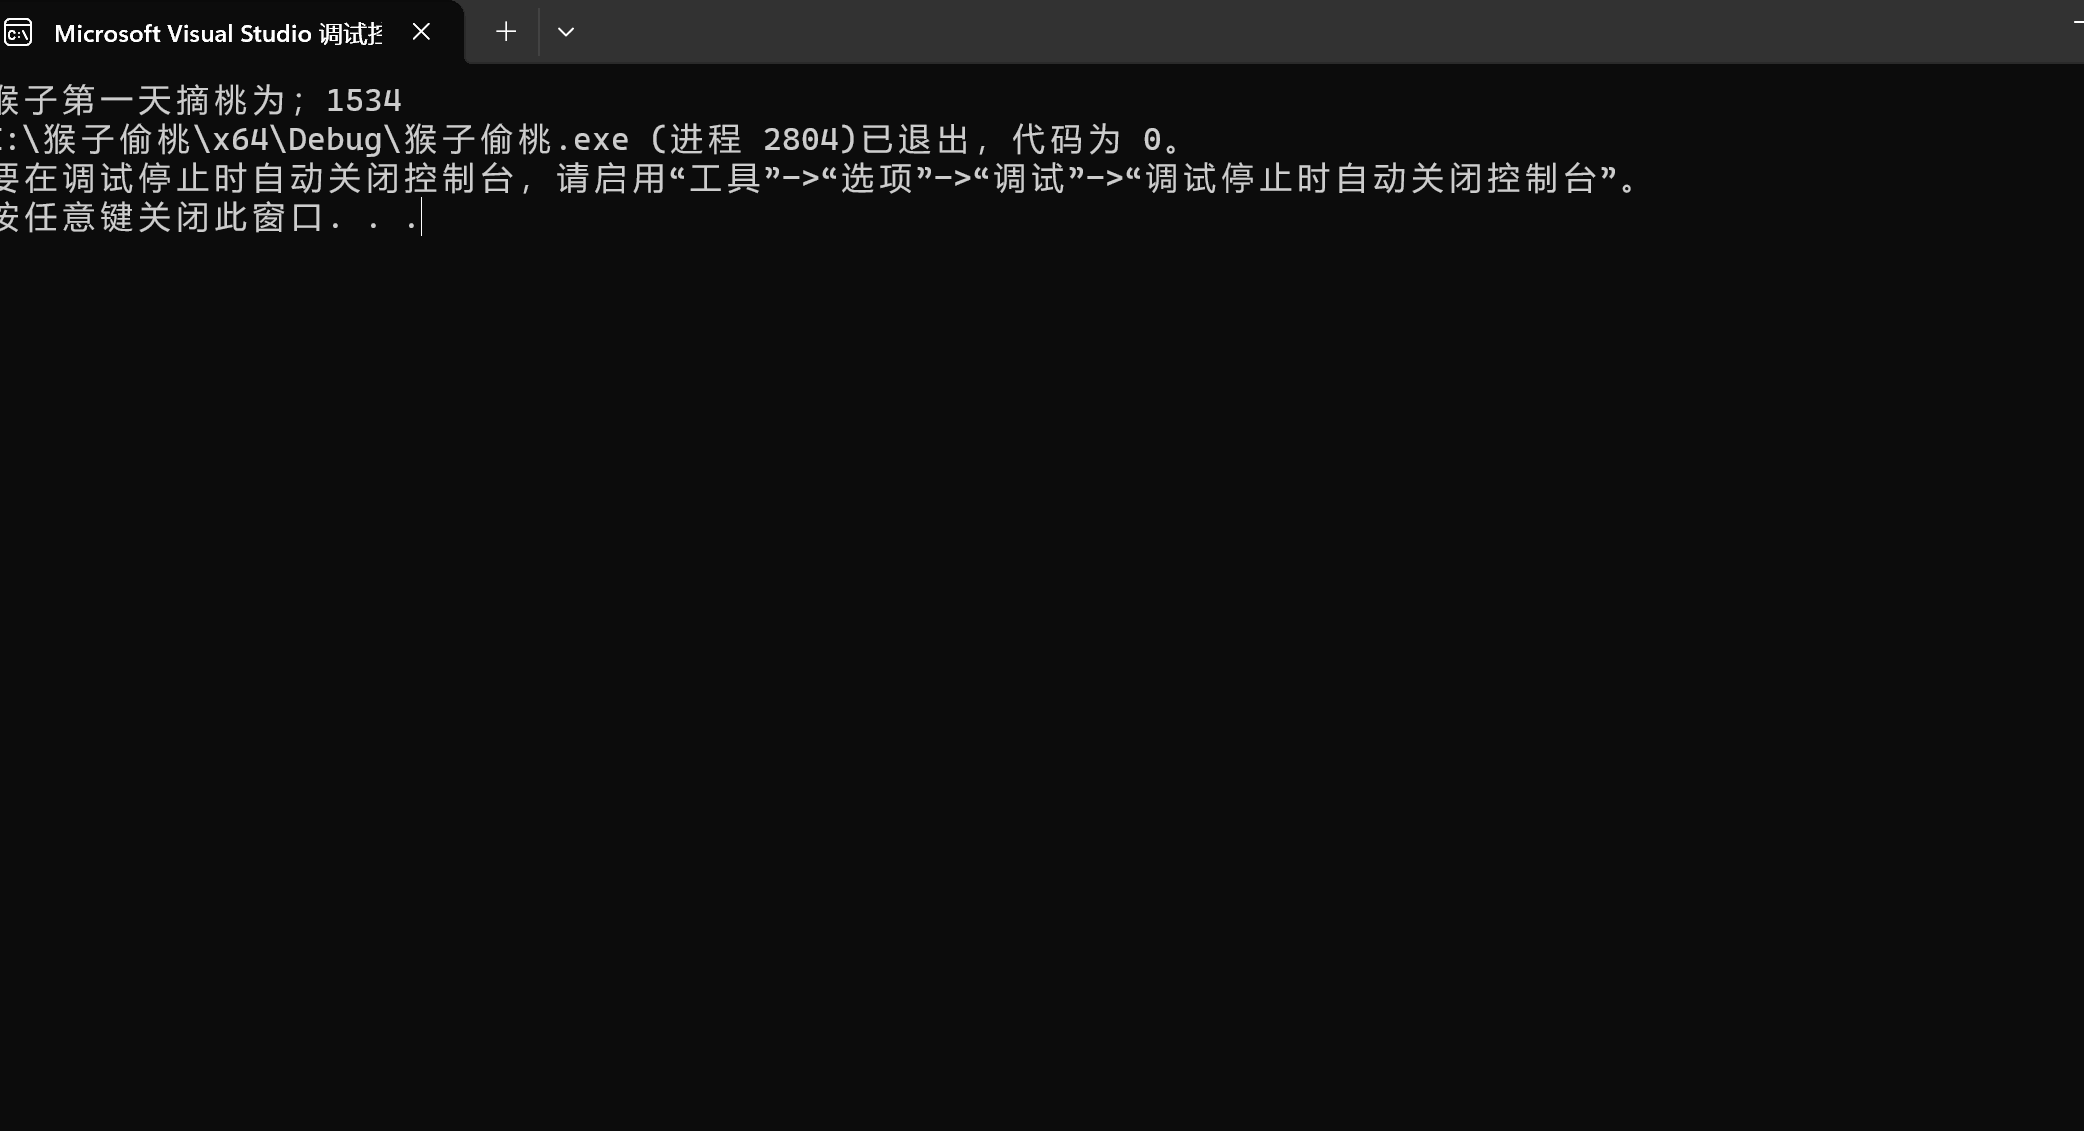 Microsoft Visual Studio 调试控
猴子第一天摘桃为；1534
:\猴子偷桃\x64\Debug\猴子偷桃.exe (进程 2804)已退出，代码为 0。
要在调试停止时自动关闭控制台，请启用“工具”->“选项”->“调试”->“调试停止时自动关闭控制台”。
按任意键关闭此窗口. . .